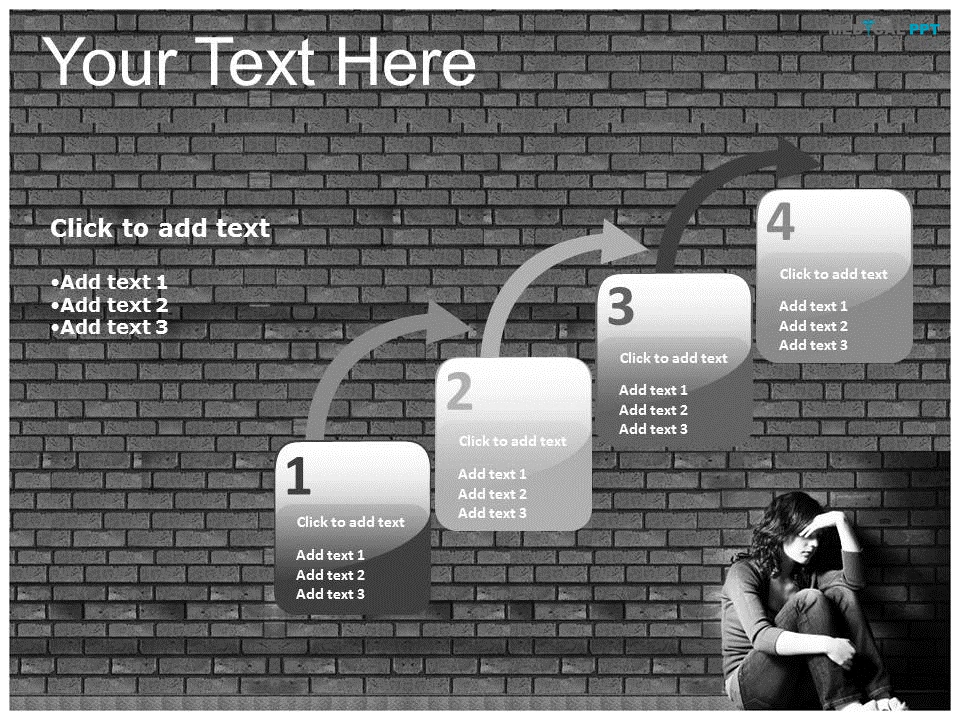 Your Text Here
MEDICAL PPT
Click to add text
•Add text 1
•Add text 2
•Add text 3
1
Click to add text
Add text 1
Add text 2
Add text 3
2
Click to add text
Add text 1
Add text 2
Add text 3
3
Click to add text
Add text 1
Add text 2
Add text 3
4
Click to add text
Add text 1
Add text 2
Add text 3